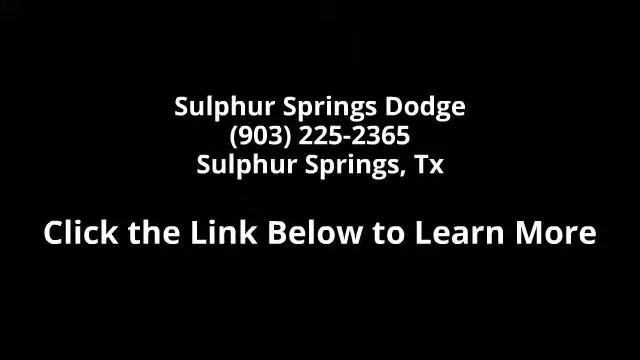 Sulphur Springs Dodge
(903) 225-2365
Sulphur Springs, Tx
Click the Link Below to Learn More